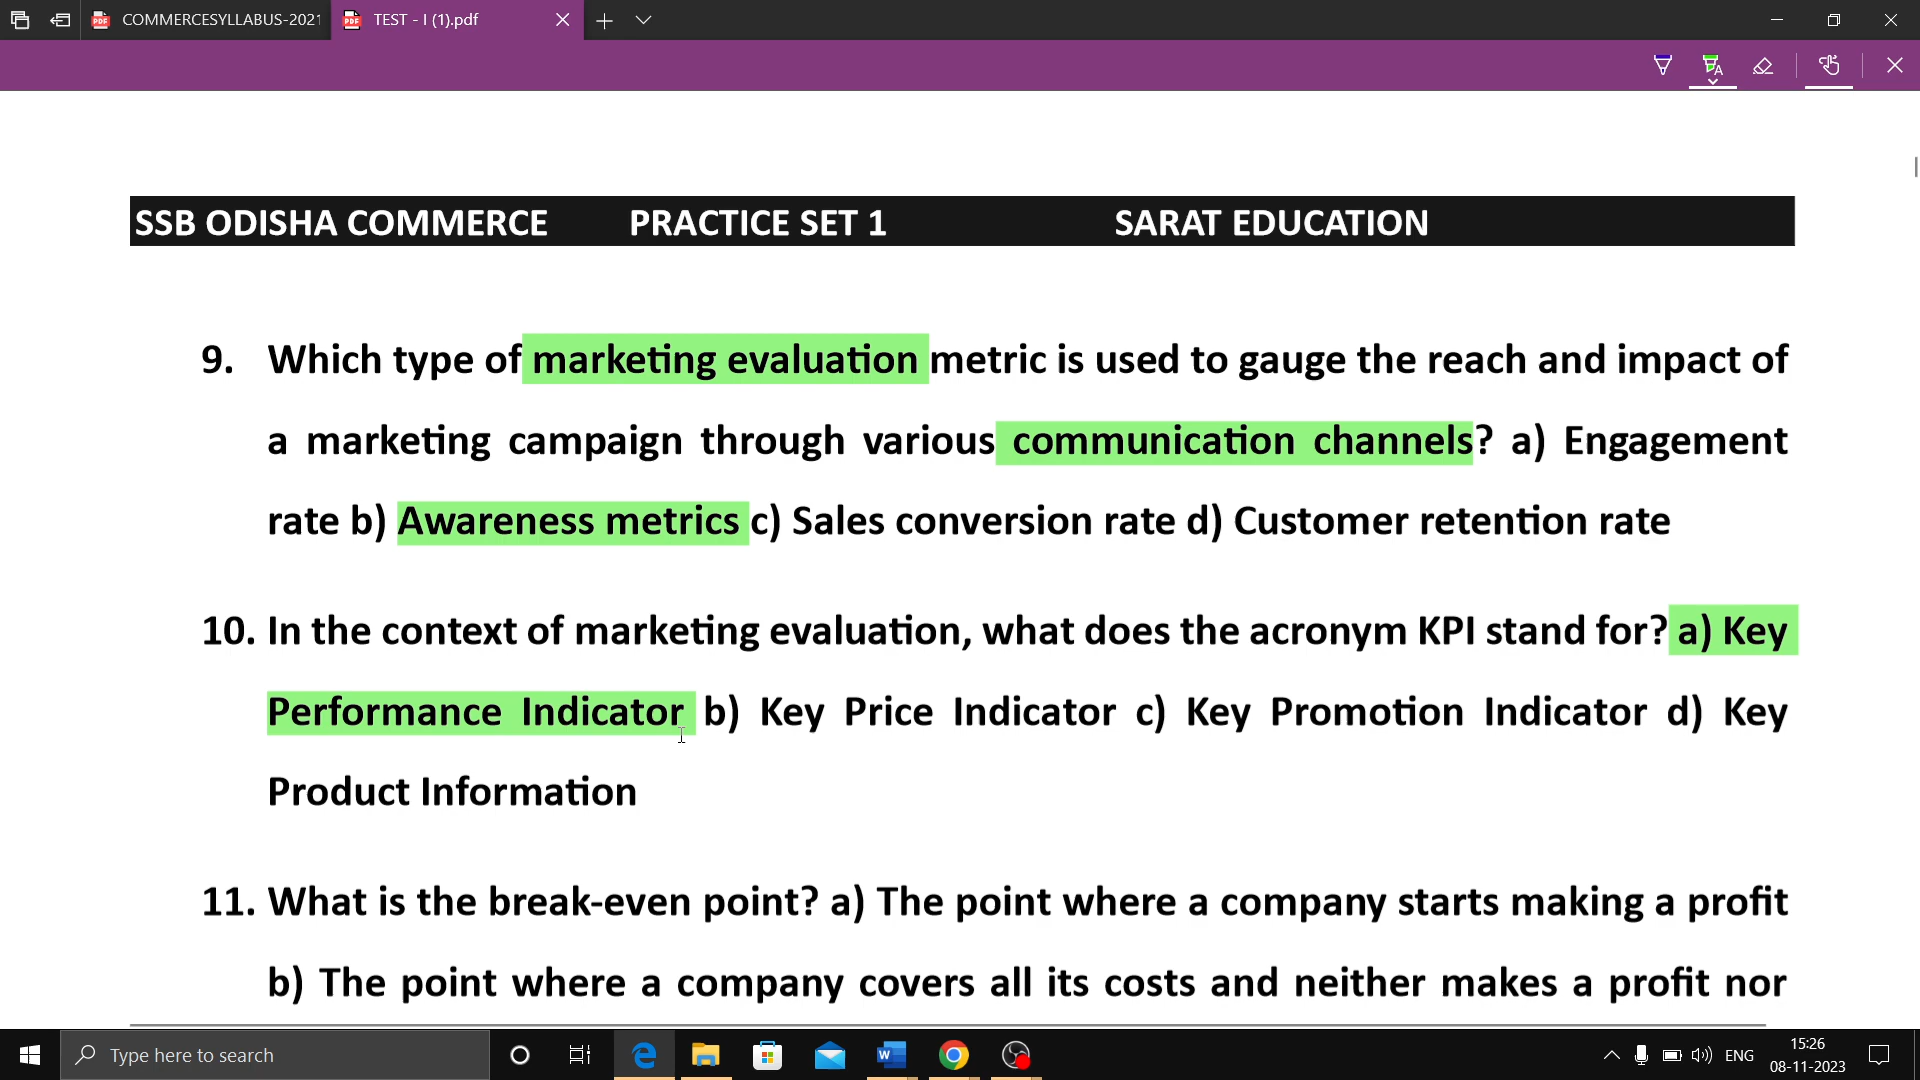 COMMERCESYLLABUS-2021
TEST - I (1).pdf
SSB ODISHA COMMERCE PRACTICE SET 1 SARAT EDUCATION
9. Which type of marketing evaluation metric is used to gauge the reach and impact of
a marketing campaign through various communication channels? a) Engagement
rate b) Awareness metrics c) Sales conversion rate d) Customer retention rate
10. In the context of marketing evaluation, what does the acronym KPI stand for? a) Key
Performance Indicator b) Key Price Indicator c) Key Promotion Indicator d) Key
Product Information
11. What is the break-even point? a) The point where a company starts making a profit
b) The point where a company covers all its costs and neither makes a profit nor
Type here to search
ENG
15:26
08-11-2023